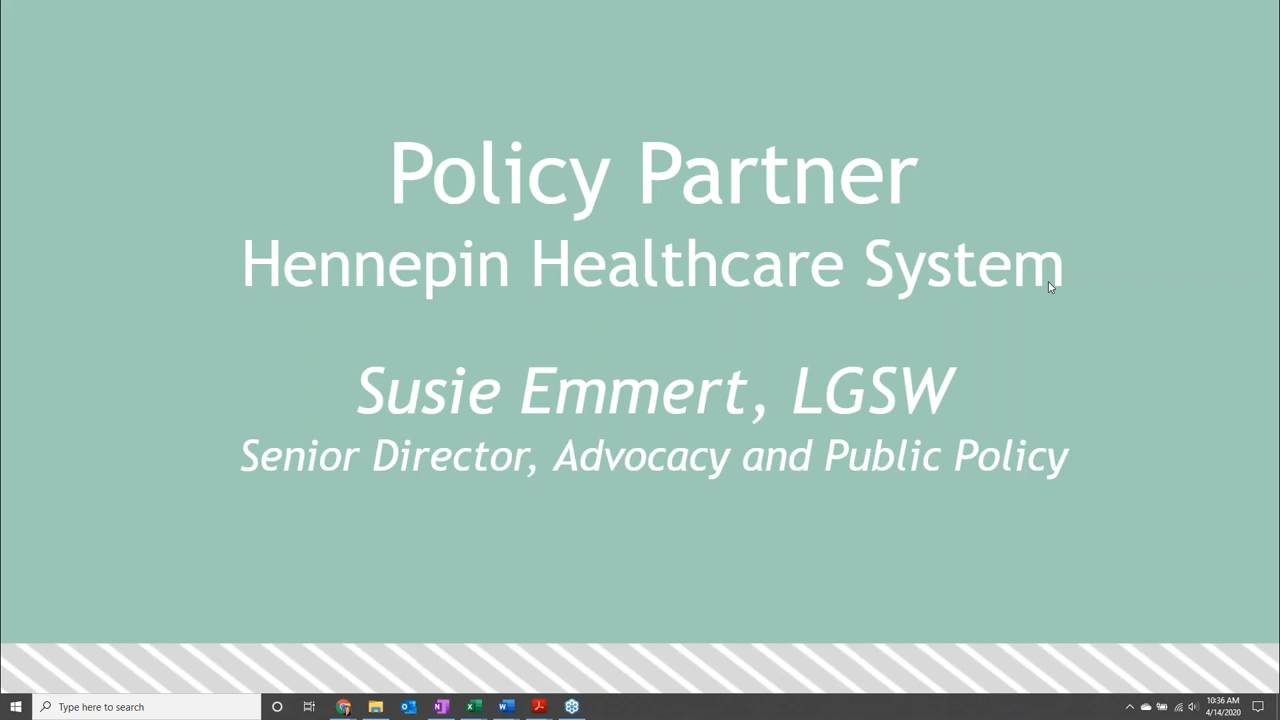 Policy Partner
Hennepin Healthcare System
Susie Emmert, LGSW
Senior Director, Advocacy and Public Policy
Type here to search
10:36 AM
4/14/2020